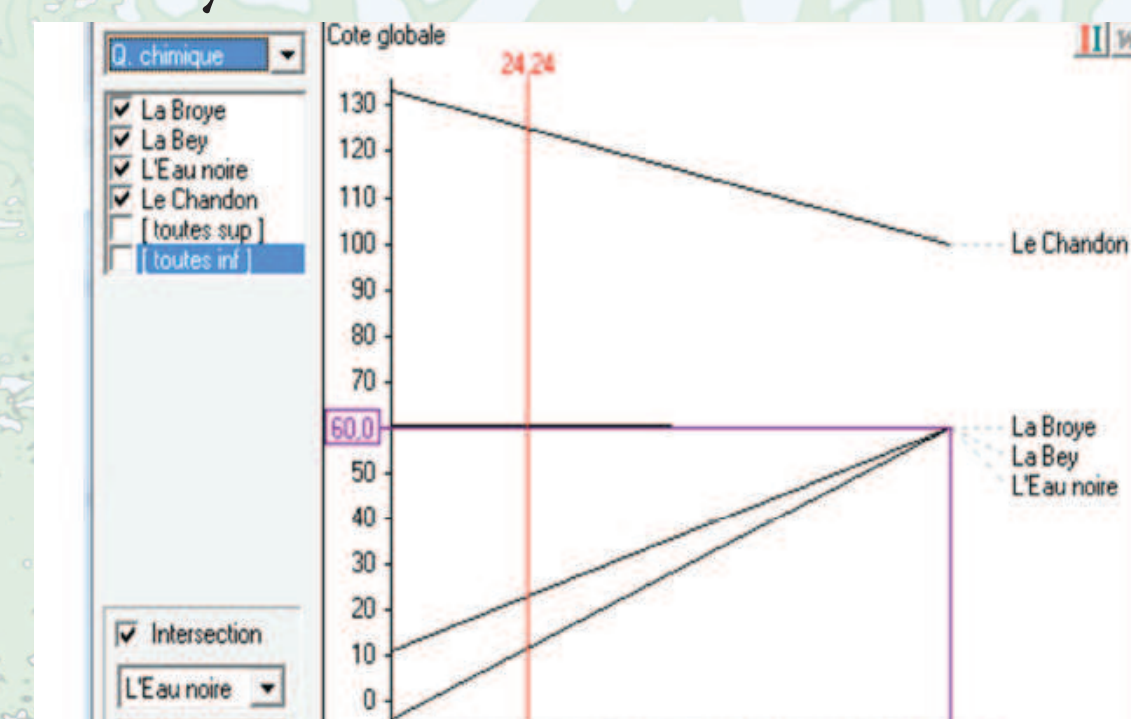 Q. chimique
La Broye
La Bey
L'Eau noire
Le Chandon
[ toutes sup ]
[ toutes inf ]
Intersection
L'Eau noire
Cote globale
24,24
130
120
110
100
90
80
70
60.0
50
40
30
20
10
0
Le Chandon
La Broye
La Bey
L'Eau noire